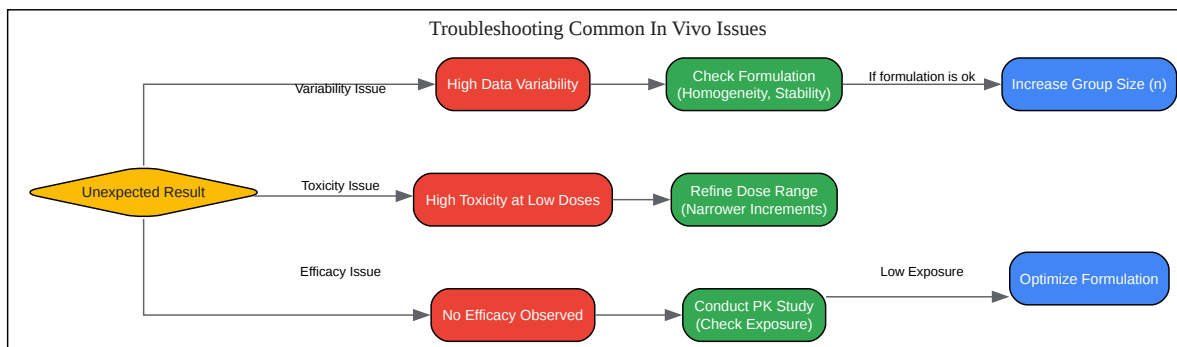 Troubleshooting Common In Vivo Issues
Variability Issue
High Data Variability
Check Formulation
(Homogeneity, Stability)
If formulation is ok
Increase Group Size (n)
Unexpected Result
Toxicity Issue
High Toxicity at Low Doses
Refine Dose Range
(Narrower Increments)
Efficacy Issue
No Efficacy Observed
Conduct PK Study
(Check Exposure)
Low Exposure
Optimize Formulation